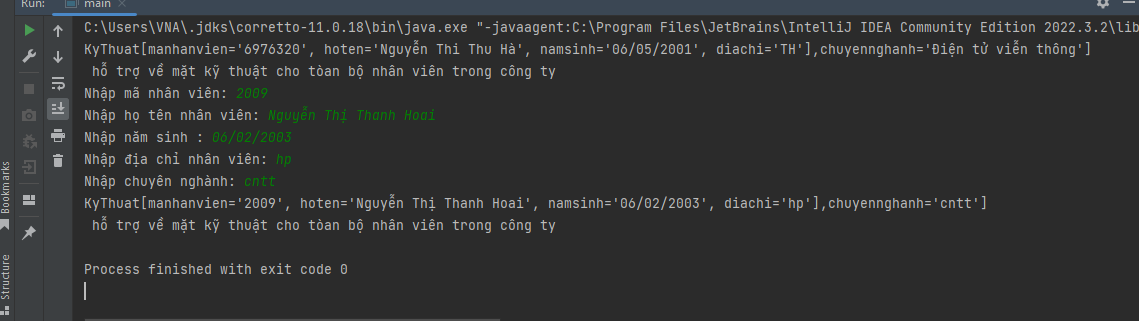 Run: main
C:\Users\VNA\.jdks\corretto-11.0.18\bin\java.exe "-javaagent:C:\Program Files\JetBrains\IntelliJ IDEA Community Edition 2022.3.2\lib
KyThuat[manhanvien='6976320', hoten='Nguyễn Thi Thu Hà', namsinh='06/05/2001', diachi='TH'],chuyennghanh='Điện tử viễn thông']
hỗ trợ về mặt kỹ thuật cho tòan bộ nhân viên trong công ty
Nhập mã nhân viên: 2009
Nhập họ tên nhân viên: Nguyễn Thị Thanh Hoai
Nhập năm sinh : 06/02/2003
Nhập địa chỉ nhân viên: hp
Nhập chuyên nghành: cntt
KyThuat[manhanvien='2009', hoten='Nguyễn Thị Thanh Hoai', namsinh='06/02/2003', diachi='hp'],chuyennghanh='cntt']
hỗ trợ về mặt kỹ thuật cho tòan bộ nhân viên trong công ty
Process finished with exit code 0
Bookmarks
Structure